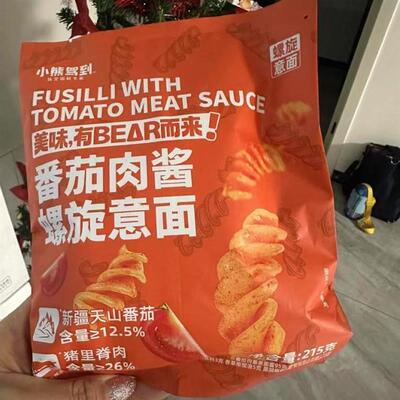 小熊驾到
螺旋
意面
FUSILLI WITH
TOMATO MEAT SAUCE
美味,有BEAR而来!
番茄肉酱
螺旋意面
新疆天山番茄
含量≥12.5%
猪里脊肉
含量≥26%
净含量:215克